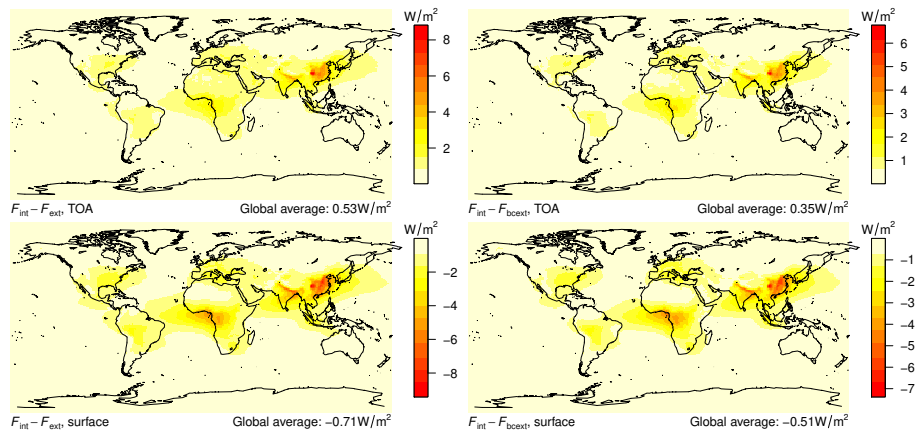 W/m²
8
6
4
2
F_int − F_ext, TOA
Global average: 0.53W/m²
W/m²
6
5
4
3
2
1
F_int − F_bcext, TOA
Global average: 0.35W/m²
W/m²
−2
−4
−6
−8
F_int − F_ext, surface
Global average: −0.71W/m²
W/m²
−1
−2
−3
−4
−5
−6
−7
F_int − F_bcext, surface
Global average: −0.51W/m²